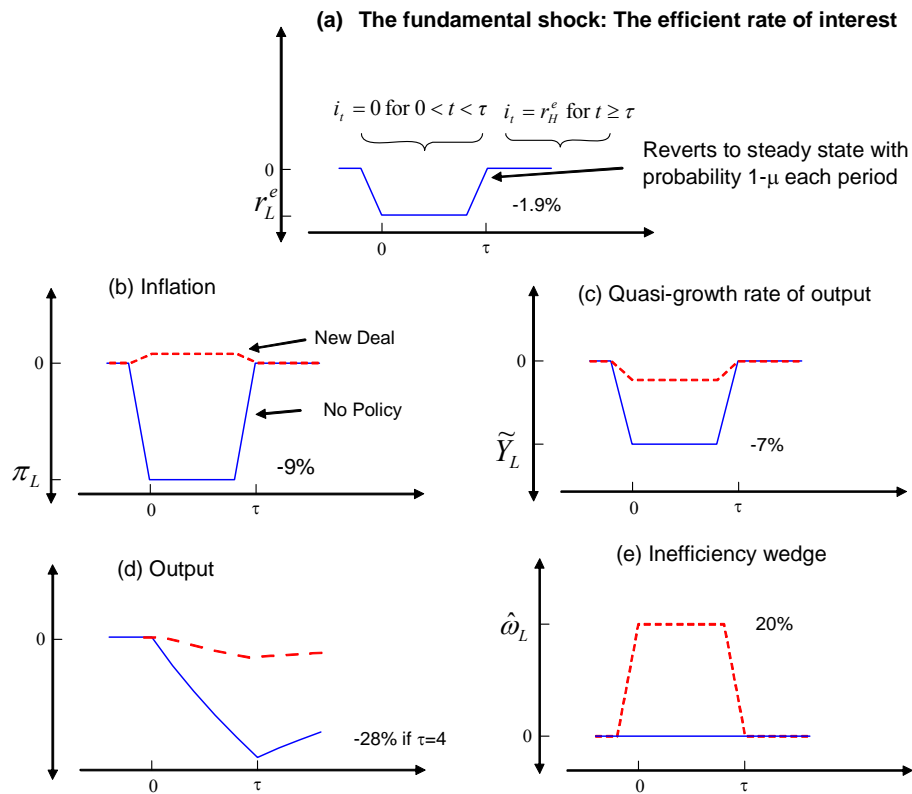 (a) The fundamental shock: The efficient rate of interest
i_t = 0 for 0 < t < τ
i_t = r_H^e for t ≥ τ
Reverts to steady state with
probability 1-μ each period
0
r_L^e
-1.9%
0
τ
(b) Inflation
New Deal
0
No Policy
π_L
-9%
0
τ
(c) Quasi-growth rate of output
0
Ỹ_L
-7%
0
τ
(d) Output
0
-28% if τ=4
0
τ
(e) Inefficiency wedge
ω̂_L
20%
0
0
τ